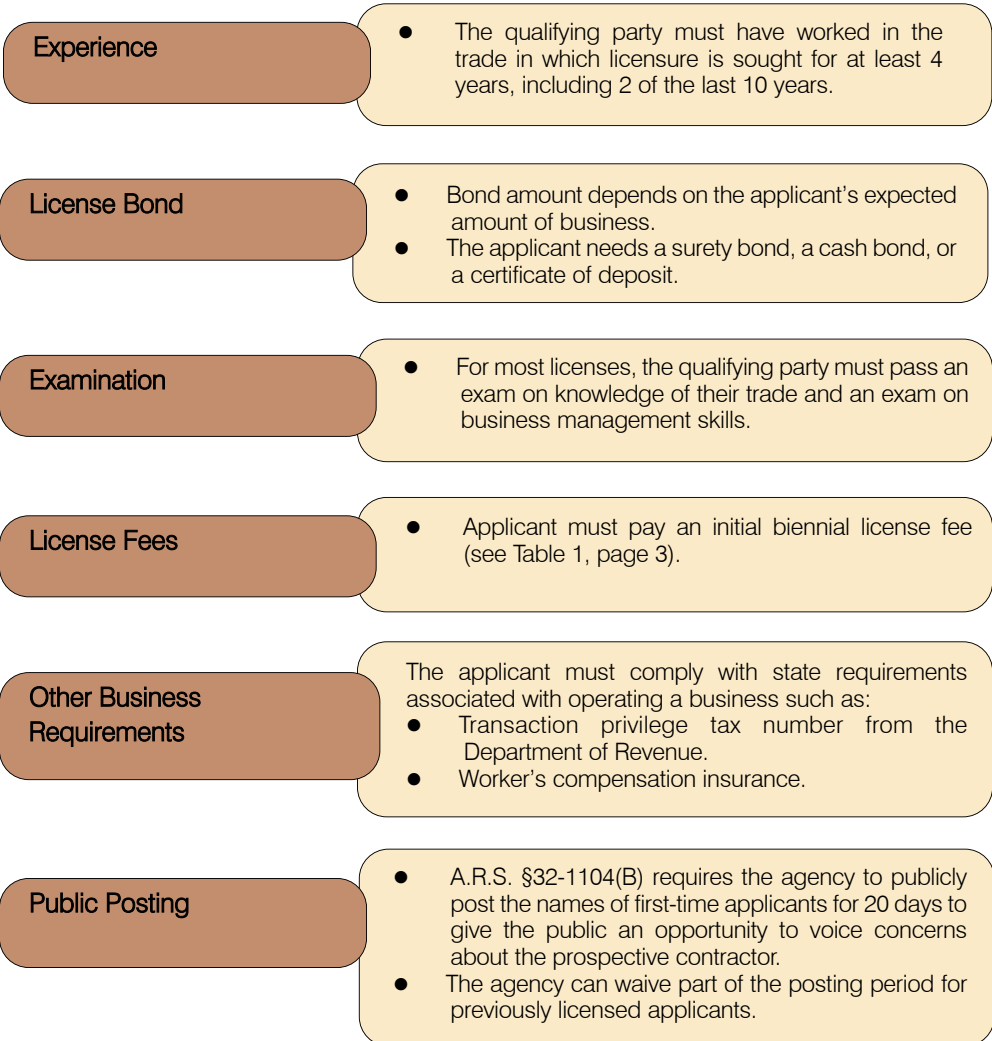 Experience
● The qualifying party must have worked in the
trade in which licensure is sought for at least 4
years, including 2 of the last 10 years.
License Bond
● Bond amount depends on the applicant’s expected
amount of business.
● The applicant needs a surety bond, a cash bond, or
a certificate of deposit.
Examination
● For most licenses, the qualifying party must pass an
exam on knowledge of their trade and an exam on
business management skills.
License Fees
● Applicant must pay an initial biennial license fee
(see Table 1, page 3).
Other Business
Requirements
The applicant must comply with state requirements
associated with operating a business such as:
● Transaction privilege tax number from the
Department of Revenue.
● Worker’s compensation insurance.
Public Posting
● A.R.S. §32-1104(B) requires the agency to publicly
post the names of first-time applicants for 20 days to
give the public an opportunity to voice concerns
about the prospective contractor.
● The agency can waive part of the posting period for
previously licensed applicants.